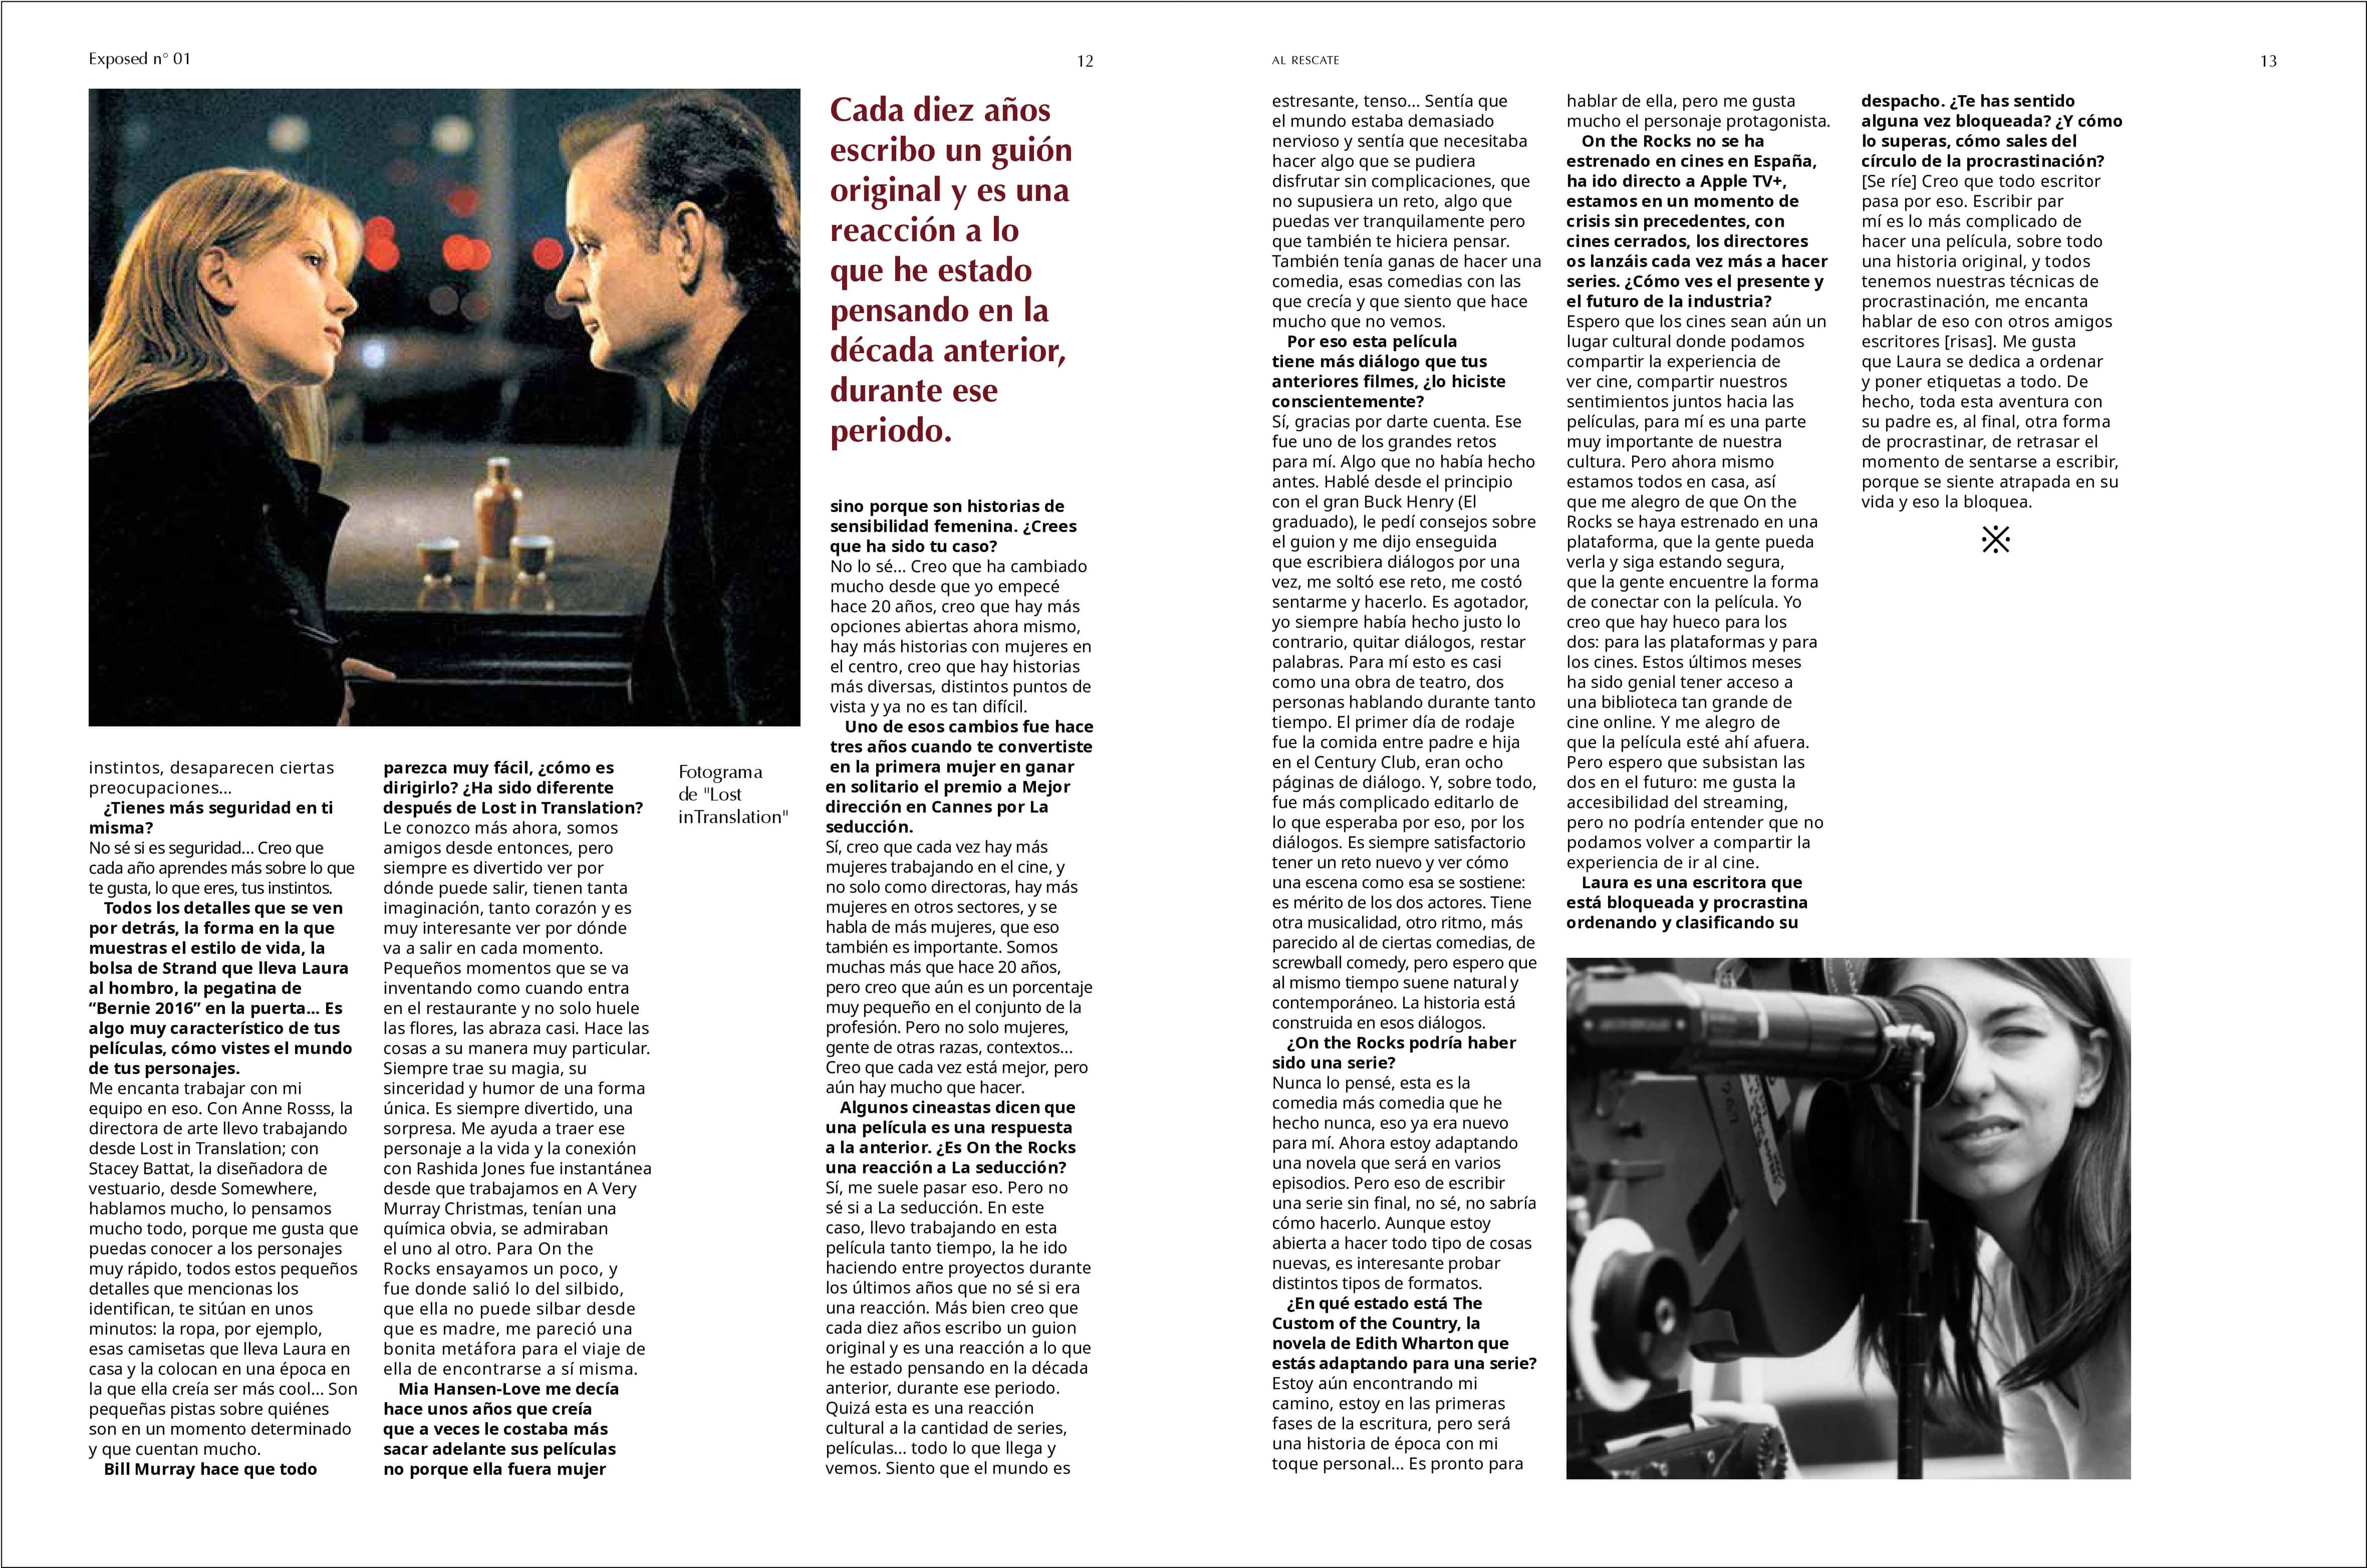 Exposed n° 01
12
Cada diez años
escribo un guión
original y es una
reacción a lo
que he estado
pensando en la
década anterior,
durante ese
periodo.
instintos, desaparecen ciertas
preocupaciones...
¿Tienes más seguridad en ti
misma?
No sé si es seguridad... Creo que
cada año aprendes más sobre lo que
te gusta, lo que eres, tus instintos.
Todos los detalles que se ven
por detrás, la forma en la que
muestras el estilo de vida, la
bolsa de Strand que lleva Laura
al hombro, la pegatina de
“Bernie 2016” en la puerta... Es
algo muy característico de tus
películas, cómo vistes el mundo
de tus personajes.
Me encanta trabajar con mi
equipo en eso. Con Anne Rosss, la
directora de arte llevo trabajando
desde Lost in Translation; con
Stacey Battat, la diseñadora de
vestuario, desde Somewhere,
hablamos mucho, lo pensamos
mucho todo, porque me gusta que
puedas conocer a los personajes
muy rápido, todos estos pequeños
detalles que mencionas los
identifican, te sitúan en unos
minutos: la ropa, por ejemplo,
esas camisetas que lleva Laura en
casa y la colocan en una época en
la que ella creía ser más cool... Son
pequeñas pistas sobre quiénes
son en un momento determinado
y que cuentan mucho.
Bill Murray hace que todo
parezca muy fácil, ¿cómo es
dirigirlo? ¿Ha sido diferente
después de Lost in Translation?
Le conozco más ahora, somos
amigos desde entonces, pero
siempre es divertido ver por
dónde puede salir, tienen tanta
imaginación, tanto corazón y es
muy interesante ver por dónde
va a salir en cada momento.
Pequeños momentos que se va
inventando como cuando entra
en el restaurante y no solo huele
las flores, las abraza casi. Hace las
cosas a su manera muy particular.
Siempre trae su magia, su
sinceridad y humor de una forma
única. Es siempre divertido, una
sorpresa. Me ayuda a traer ese
personaje a la vida y la conexión
con Rashida Jones fue instantánea
desde que trabajamos en A Very
Murray Christmas, tenían una
química obvia, se admiraban
el uno al otro. Para On the
Rocks ensayamos un poco, y
fue donde salió lo del silbido,
que ella no puede silbar desde
que es madre, me pareció una
bonita metáfora para el viaje de
ella de encontrarse a sí misma.
Mia Hansen-Love me decía
hace unos años que creía
que a veces le costaba más
sacar adelante sus películas
no porque ella fuera mujer
Fotograma
de "Lost
inTranslation"
sino porque son historias de
sensibilidad femenina. ¿Crees
que ha sido tu caso?
No lo sé... Creo que ha cambiado
mucho desde que yo empecé
hace 20 años, creo que hay más
opciones abiertas ahora mismo,
hay más historias con mujeres en
el centro, creo que hay historias
más diversas, distintos puntos de
vista y ya no es tan difícil.
Uno de esos cambios fue hace
tres años cuando te convertiste
en la primera mujer en ganar
en solitario el premio a Mejor
dirección en Cannes por La
seducción.
Sí, creo que cada vez hay más
mujeres trabajando en el cine, y
no solo como directoras, hay más
mujeres en otros sectores, y se
habla de más mujeres, que eso
también es importante. Somos
muchas más que hace 20 años,
pero creo que aún es un porcentaje
muy pequeño en el conjunto de la
profesión. Pero no solo mujeres,
gente de otras razas, contextos...
Creo que cada vez está mejor, pero
aún hay mucho que hacer.
Algunos cineastas dicen que
una película es una respuesta
a la anterior. ¿Es On the Rocks
una reacción a La seducción?
Sí, me suele pasar eso. Pero no
sé si a La seducción. En este
caso, llevo trabajando en esta
película tanto tiempo, la he ido
haciendo entre proyectos durante
los últimos años que no sé si era
una reacción. Más bien creo que
cada diez años escribo un guion
original y es una reacción a lo que
he estado pensando en la década
anterior, durante ese periodo.
Quizá esta es una reacción
cultural a la cantidad de series,
películas... todo lo que llega y
vemos. Siento que el mundo es
AL RESCATE
13
estresante, tenso... Sentía que
el mundo estaba demasiado
nervioso y sentía que necesitaba
hacer algo que se pudiera
disfrutar sin complicaciones, que
no supusiera un reto, algo que
puedas ver tranquilamente pero
que también te hiciera pensar.
También tenía ganas de hacer una
comedia, esas comedias con las
que crecía y que siento que hace
mucho que no vemos.
Por eso esta película
tiene más diálogo que tus
anteriores filmes, ¿lo hiciste
conscientemente?
Sí, gracias por darte cuenta. Ese
fue uno de los grandes retos
para mí. Algo que no había hecho
antes. Hablé desde el principio
con el gran Buck Henry (El
graduado), le pedí consejos sobre
el guion y me dijo enseguida
que escribiera diálogos por una
vez, me soltó ese reto, me costó
sentarme y hacerlo. Es agotador,
yo siempre había hecho justo lo
contrario, quitar diálogos, restar
palabras. Para mí esto es casi
como una obra de teatro, dos
personas hablando durante tanto
tiempo. El primer día de rodaje
fue la comida entre padre e hija
en el Century Club, eran ocho
páginas de diálogo. Y, sobre todo,
fue más complicado editarlo de
lo que esperaba por eso, por los
diálogos. Es siempre satisfactorio
tener un reto nuevo y ver cómo
una escena como esa se sostiene:
es mérito de los dos actores. Tiene
otra musicalidad, otro ritmo, más
parecido al de ciertas comedias, de
screwball comedy, pero espero que
al mismo tiempo suene natural y
contemporáneo. La historia está
construida en esos diálogos.
¿On the Rocks podría haber
sido una serie?
Nunca lo pensé, esta es la
comedia más comedia que he
hecho nunca, eso ya era nuevo
para mí. Ahora estoy adaptando
una novela que será en varios
episodios. Pero eso de escribir
una serie sin final, no sé, no sabría
cómo hacerlo. Aunque estoy
abierta a hacer todo tipo de cosas
nuevas, es interesante probar
distintos tipos de formatos.
¿En qué estado está The
Custom of the Country, la
novela de Edith Wharton que
estás adaptando para una serie?
Estoy aún encontrando mi
camino, estoy en las primeras
fases de la escritura, pero será
una historia de época con mi
toque personal... Es pronto para
hablar de ella, pero me gusta
mucho el personaje protagonista.
On the Rocks no se ha
estrenado en cines en España,
ha ido directo a Apple TV+,
estamos en un momento de
crisis sin precedentes, con
cines cerrados, los directores
os lanzáis cada vez más a hacer
series. ¿Cómo ves el presente y
el futuro de la industria?
Espero que los cines sean aún un
lugar cultural donde podamos
compartir la experiencia de
ver cine, compartir nuestros
sentimientos juntos hacia las
películas, para mí es una parte
muy importante de nuestra
cultura. Pero ahora mismo
estamos todos en casa, así
que me alegro de que On the
Rocks se haya estrenado en una
plataforma, que la gente pueda
verla y siga estando segura,
que la gente encuentre la forma
de conectar con la película. Yo
creo que hay hueco para los
dos: para las plataformas y para
los cines. Estos últimos meses
ha sido genial tener acceso a
una biblioteca tan grande de
cine online. Y me alegro de
que la película esté ahí afuera.
Pero espero que subsistan las
dos en el futuro: me gusta la
accesibilidad del streaming,
pero no podría entender que no
podamos volver a compartir la
experiencia de ir al cine.
Laura es una escritora que
está bloqueada y procrastina
ordenando y clasificando su
despacho. ¿Te has sentido
alguna vez bloqueada? ¿Y cómo
lo superas, cómo sales del
círculo de la procrastinación?
[Se ríe] Creo que todo escritor
pasa por eso. Escribir par
mí es lo más complicado de
hacer una película, sobre todo
una historia original, y todos
tenemos nuestras técnicas de
procrastinación, me encanta
hablar de eso con otros amigos
escritores [risas]. Me gusta
que Laura se dedica a ordenar
y poner etiquetas a todo. De
hecho, toda esta aventura con
su padre es, al final, otra forma
de procrastinar, de retrasar el
momento de sentarse a escribir,
porque se siente atrapada en su
vida y eso la bloquea.
※